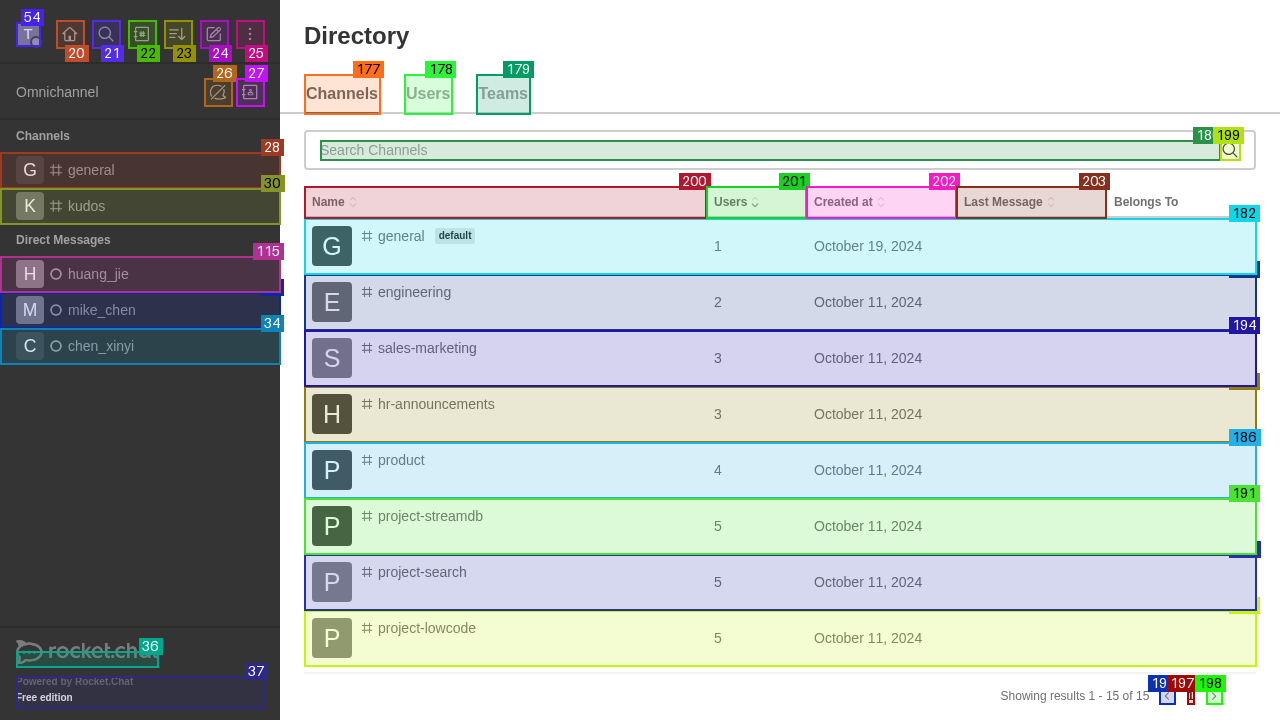 54
T
20
21
22
23
24
25
Omnichannel
26
27
Channels
28
G general
30
K kudos
Direct Messages
115
H huang_jie
M mike_chen
34
C chen_xinyi
36
rocket.chat
37
Powered by Rocket.Chat
Free edition
Directory
177
Channels
178
Users
179
Teams
Search Channels
18
199
200
Name
201
Users
202
Created at
203
Last Message
Belongs To
182
G general default 1 October 19, 2024
E engineering 2 October 11, 2024
194
S sales-marketing 3 October 11, 2024
H hr-announcements 3 October 11, 2024
186
P product 4 October 11, 2024
191
P project-streamdb 5 October 11, 2024
P project-search 5 October 11, 2024
P project-lowcode 5 October 11, 2024
Showing results 1 - 15 of 15
19
197
198